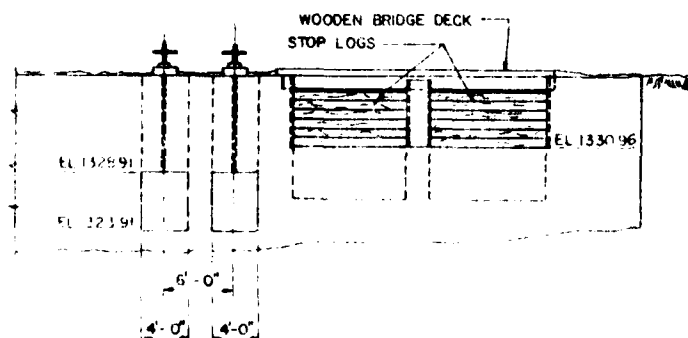 WOODEN BRIDGE DECK
STOP LOGS
EL. 1330.96
EL. 1328.91
EL. 1323.91
6'-0"
4'-0" 4'-0"